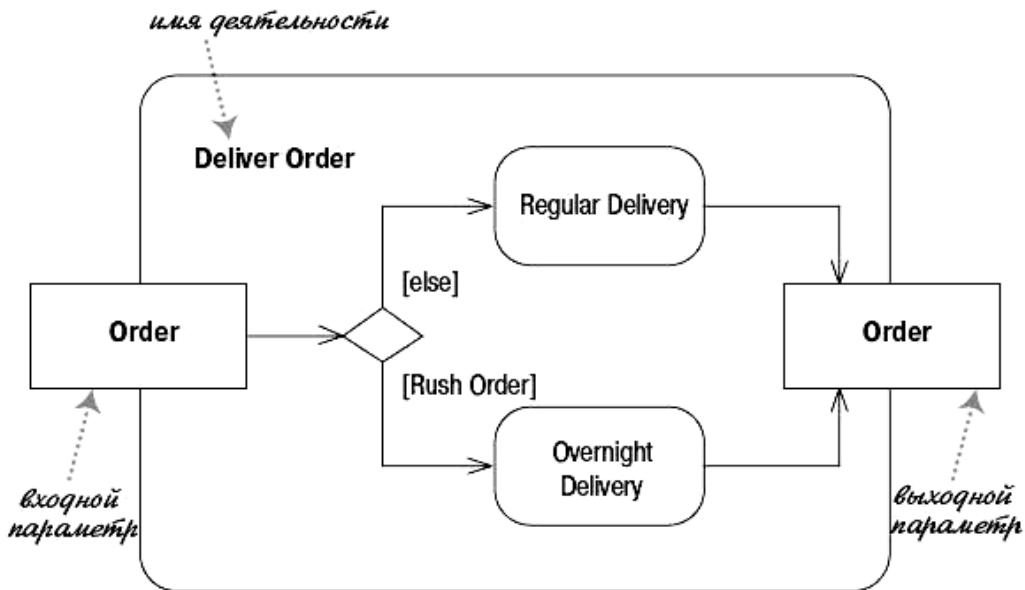 имя деятельности
Deliver Order
Regular Delivery
[else]
Order
Order
[Rush Order]
Overnight
Delivery
входной
параметр
выходной
параметр